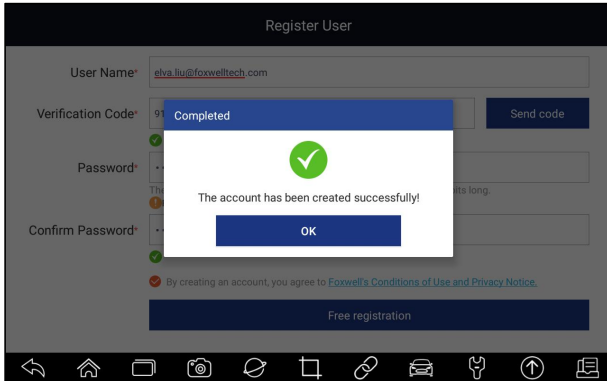 Register User
User Name*
elva.liu@foxwelltech.com
Verification Code*
91
Send code
Completed
Password*
The account has been created successfully!
The
bits long.
OK
Confirm Password*
By creating an account, you agree to Foxwell's Conditions of Use and Privacy Notice.
Free registration